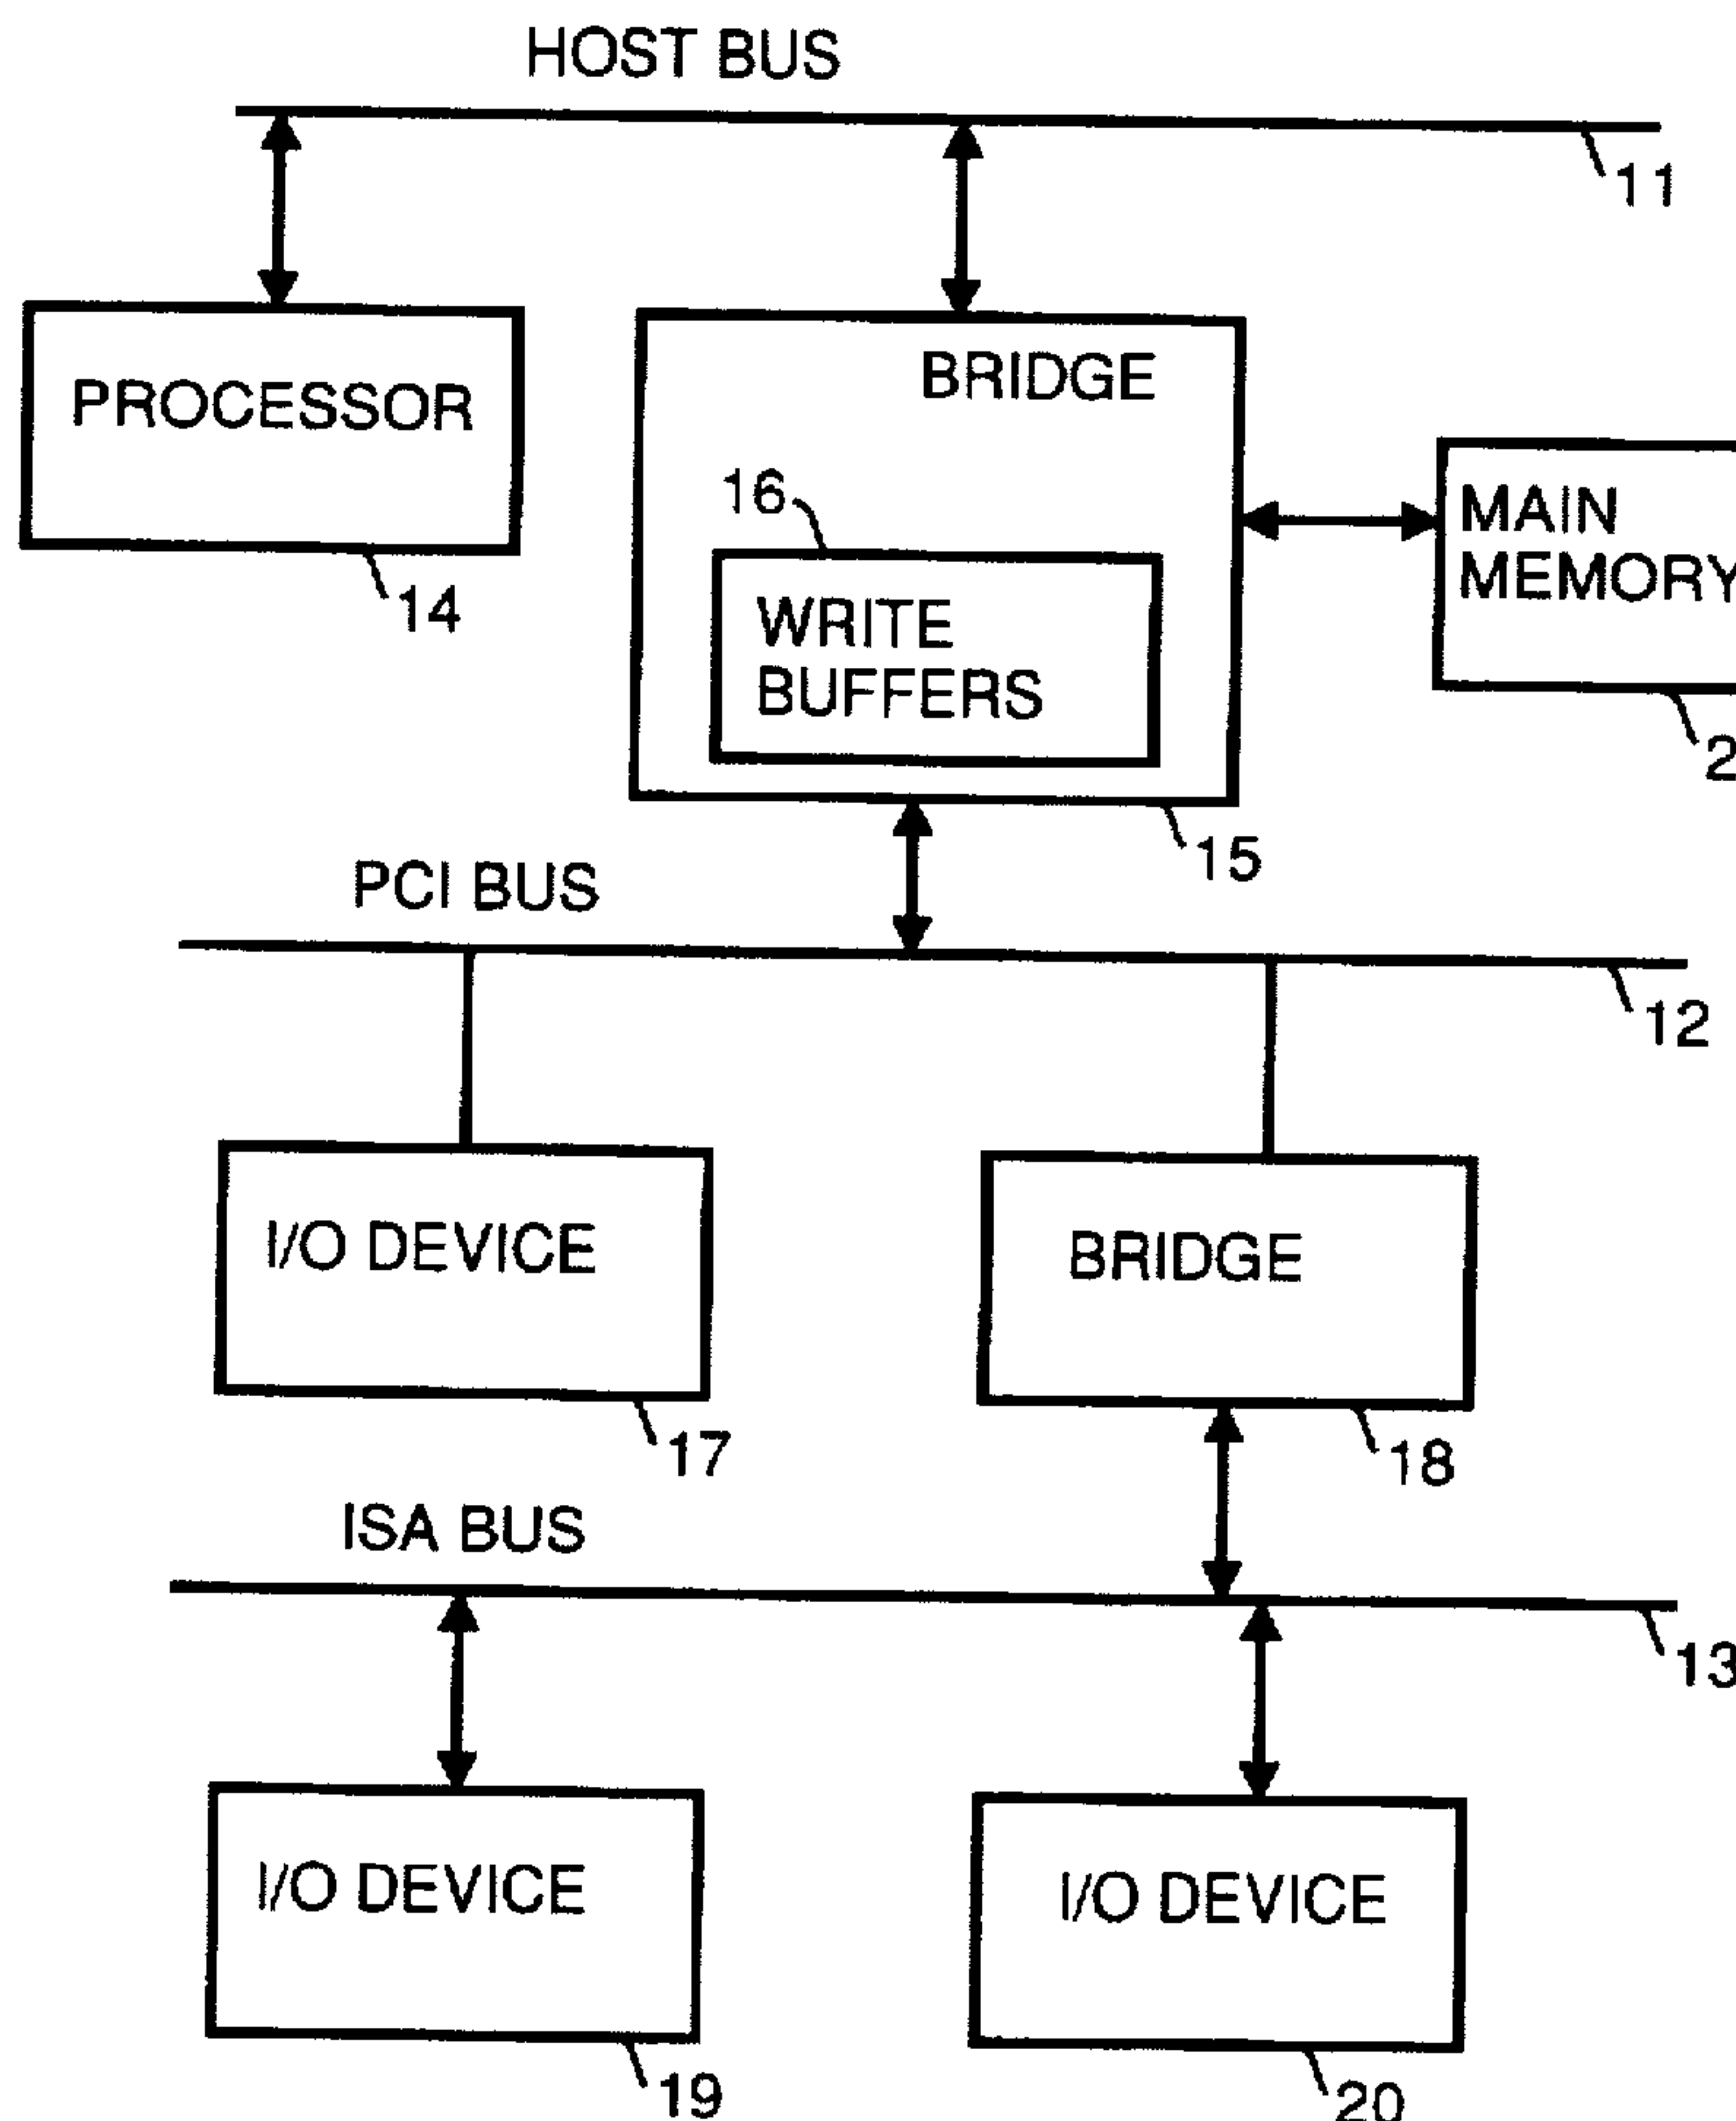 HOST BUS
11
PROCESSOR
14
BRIDGE
16
WRITE
BUFFERS
15
MAIN
MEMORY
PCI BUS
12
I/O DEVICE
17
BRIDGE
18
ISA BUS
13
I/O DEVICE
19
I/O DEVICE
20